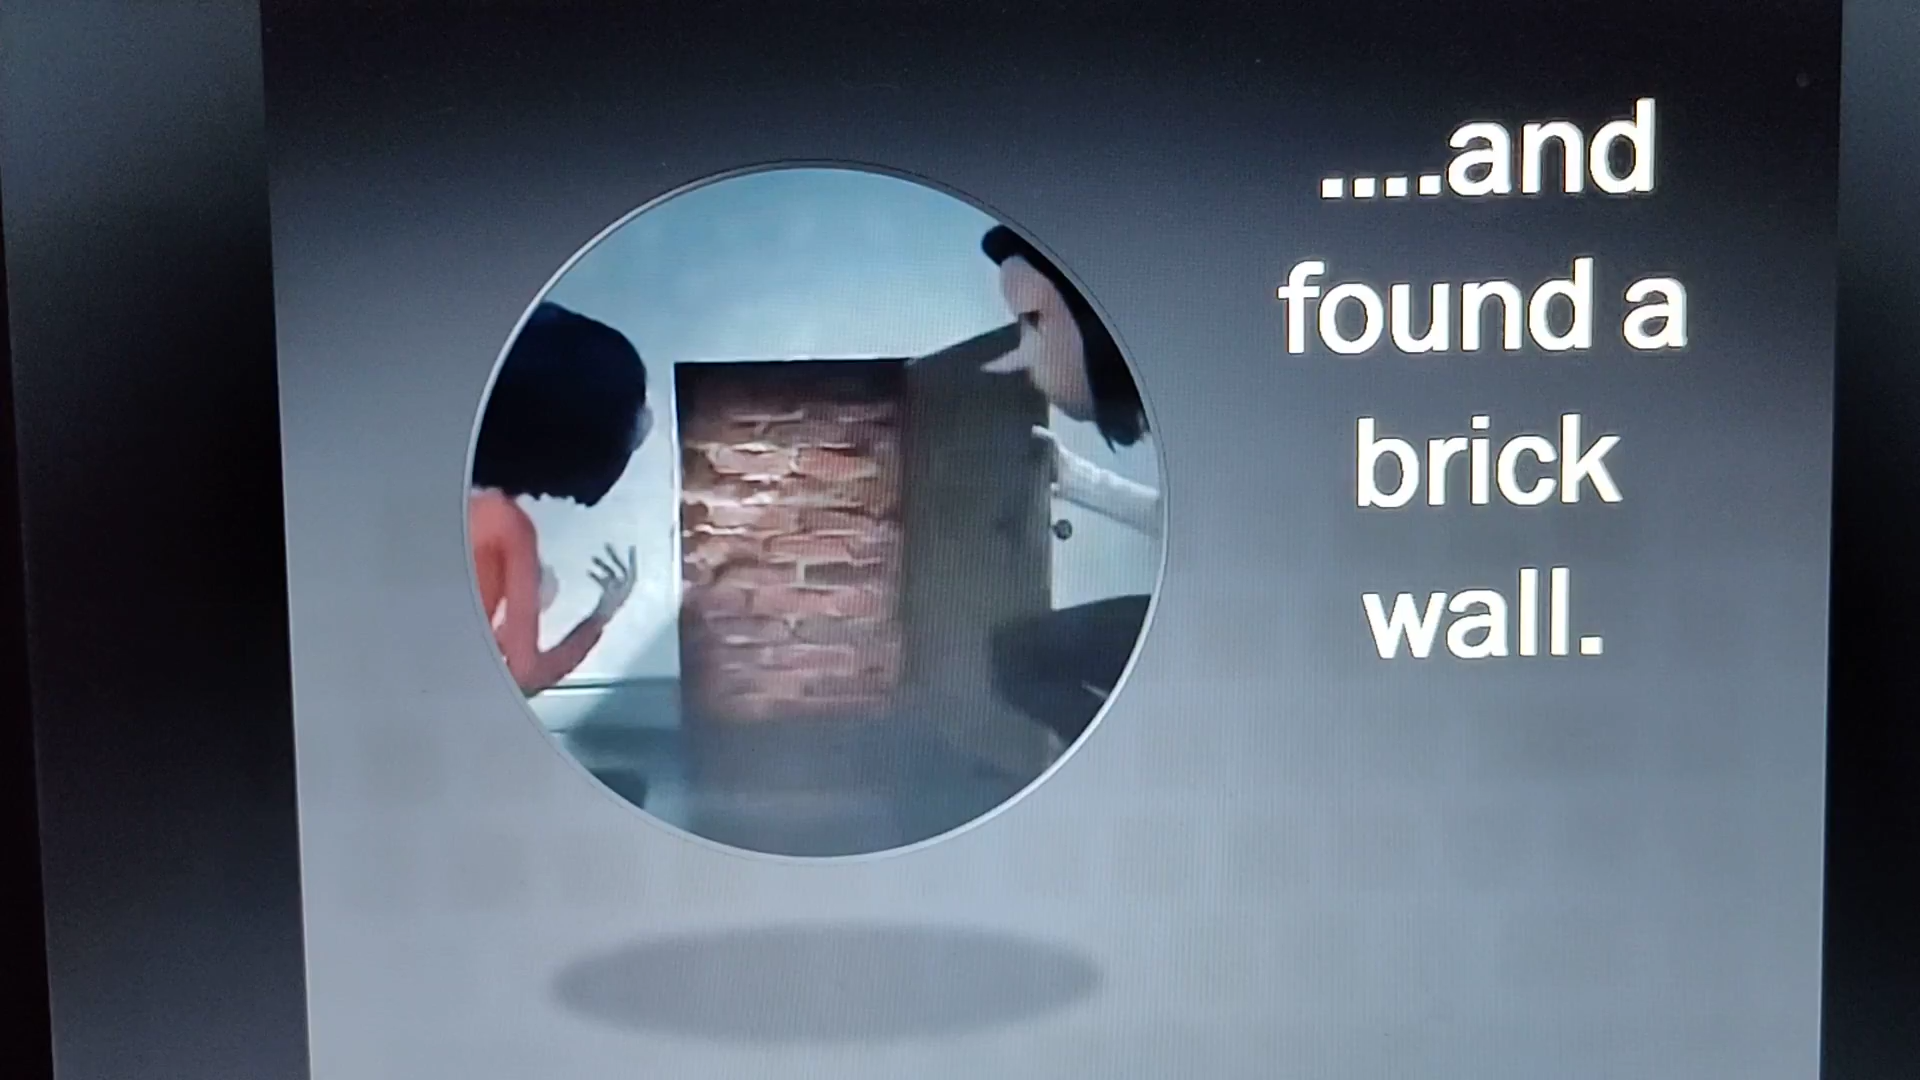 ....and
found a
brick
wall.